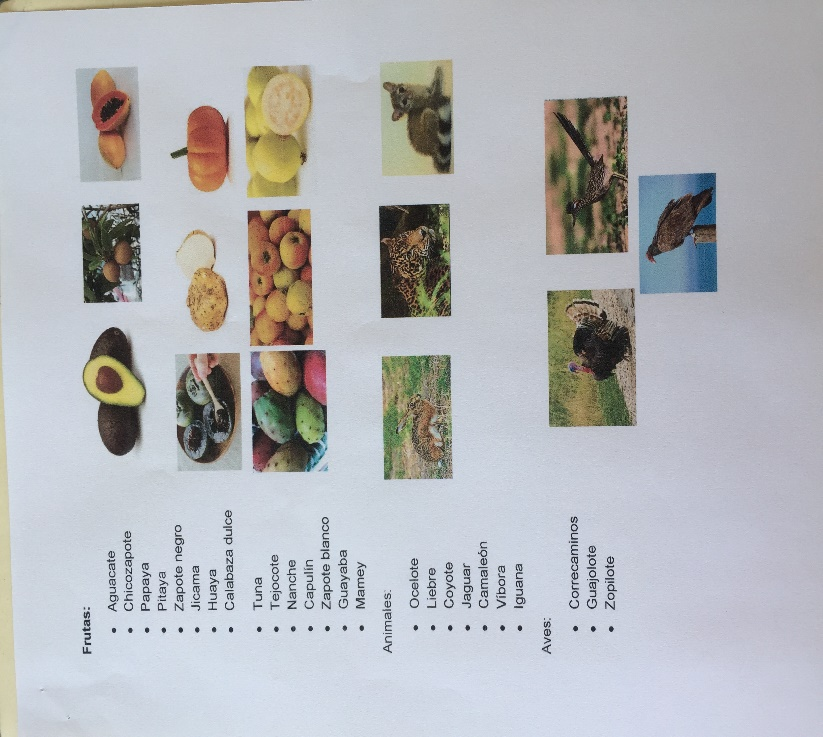 Frutas:
• Aguacate
• Chicozapote
• Papaya
• Pitaya
• Zapote negro
• Jicama
• Huaya
• Calabaza dulce
• Tuna
• Tejocote
• Nanche
• Capulín
• Zapote blanco
• Guayaba
• Mamey
Animales:
• Ocelote
• Liebre
• Coyote
• Jaguar
• Camaleón
• Víbora
• Iguana
Aves:
• Correcaminos
• Guajolote
• Zopilote